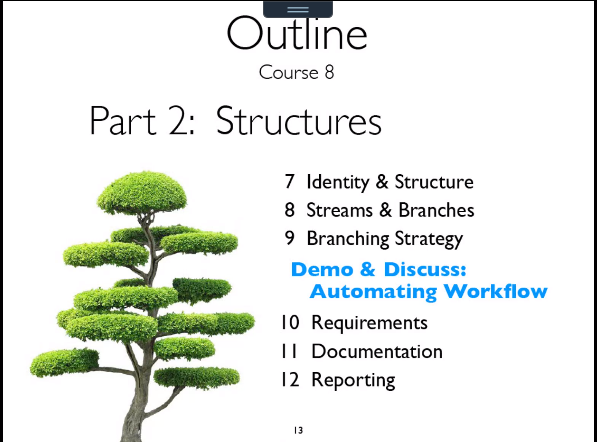 Outline
Course 8
Part 2: Structures
7 Identity & Structure
8 Streams & Branches
9 Branching Strategy
Demo & Discuss:
Automating Workflow
10 Requirements
11 Documentation
12 Reporting
13